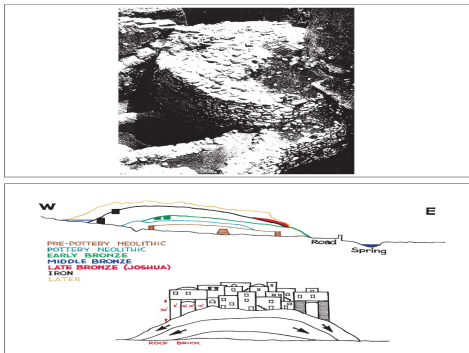 W E
Road
Spring
PRE-POTTERY NEOLITHIC
POTTERY NEOLITHIC
EARLY BRONZE
MIDDLE BRONZE
LATE BRONZE (JOSHUA)
IRON
LATER
ROCK BRICK